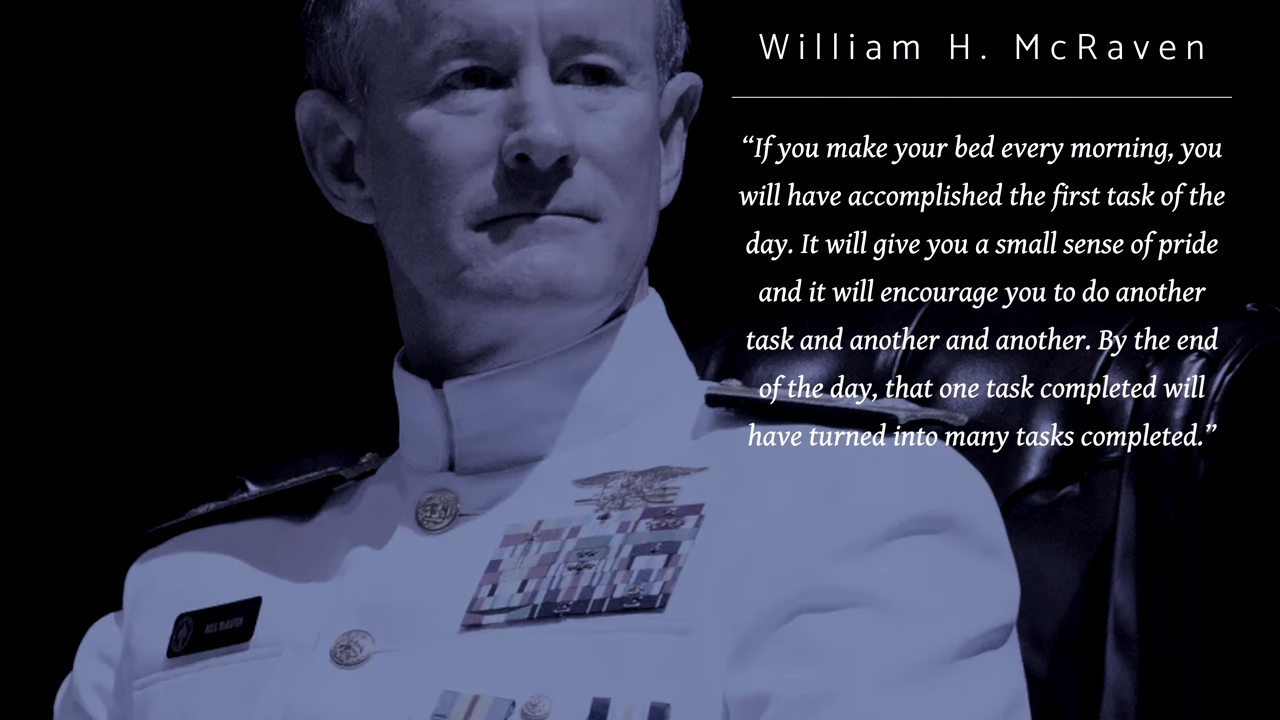 William H. McRaven
“If you make your bed every morning, you
will have accomplished the first task of the
day. It will give you a small sense of pride
and it will encourage you to do another
task and another and another. By the end
of the day, that one task completed will
have turned into many tasks completed.”
BILL McRAVEN